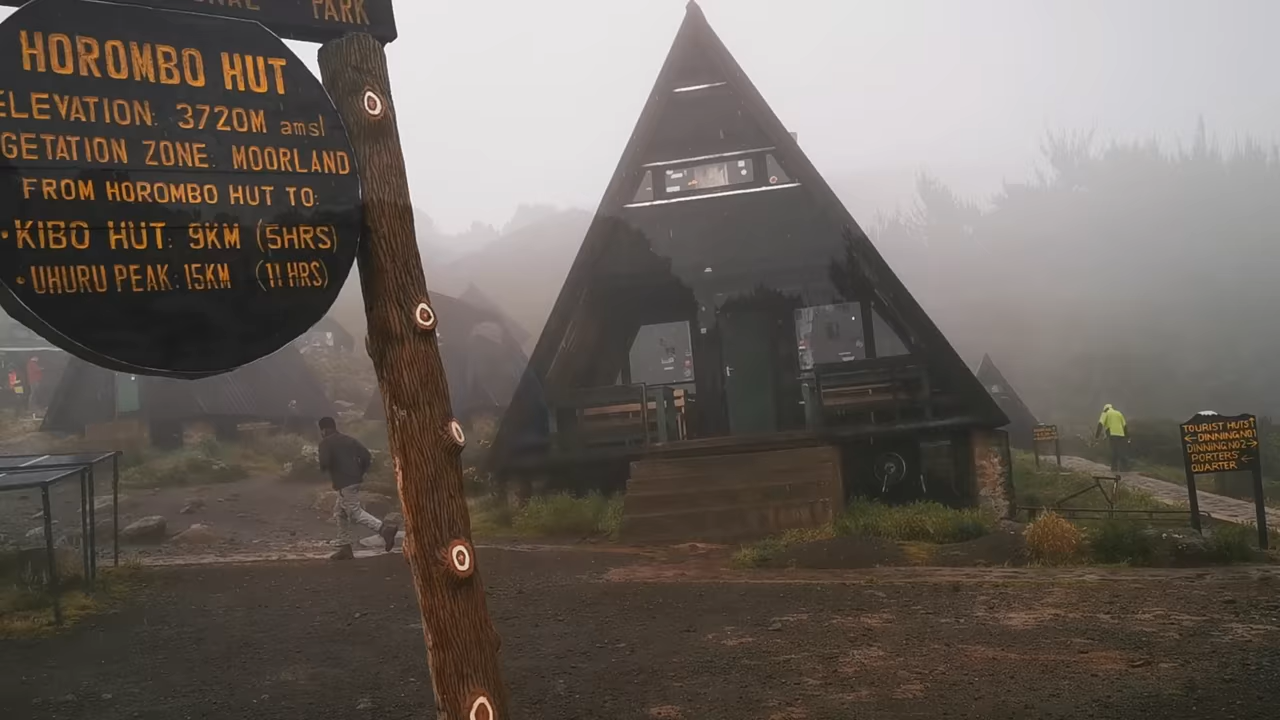 PARK
HOROMBO HUT
ELEVATION: 3720M amsl
GETATION ZONE: MOORLAND
FROM HOROMBO HUT TO:
• KIBO HUT: 9KM (5HRS)
• UHURU PEAK: 15KM (11 HRS)
TOURIST HUTS↑
← DINNING NO1
DINNING NO2 →
PORTERS' ←
QUARTER